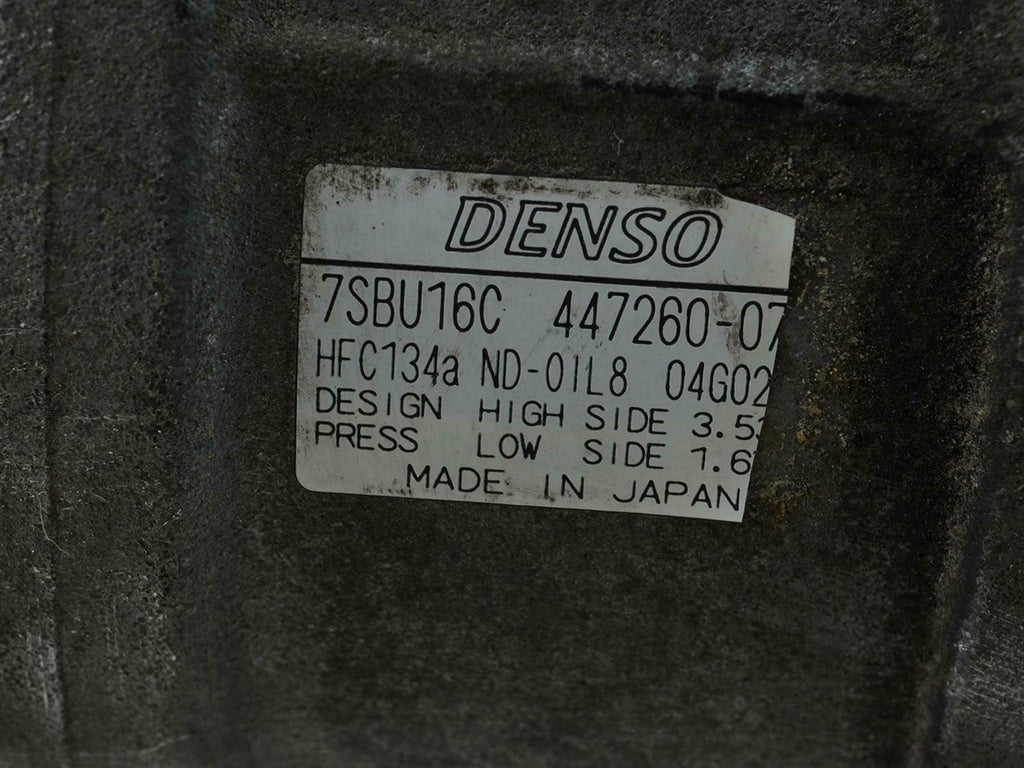 DENSO
7SBU16C 447260-07
HFC134a ND-OIL8 04G02
DESIGN HIGH SIDE 3.53
PRESS LOW SIDE 1.6
MADE IN JAPAN